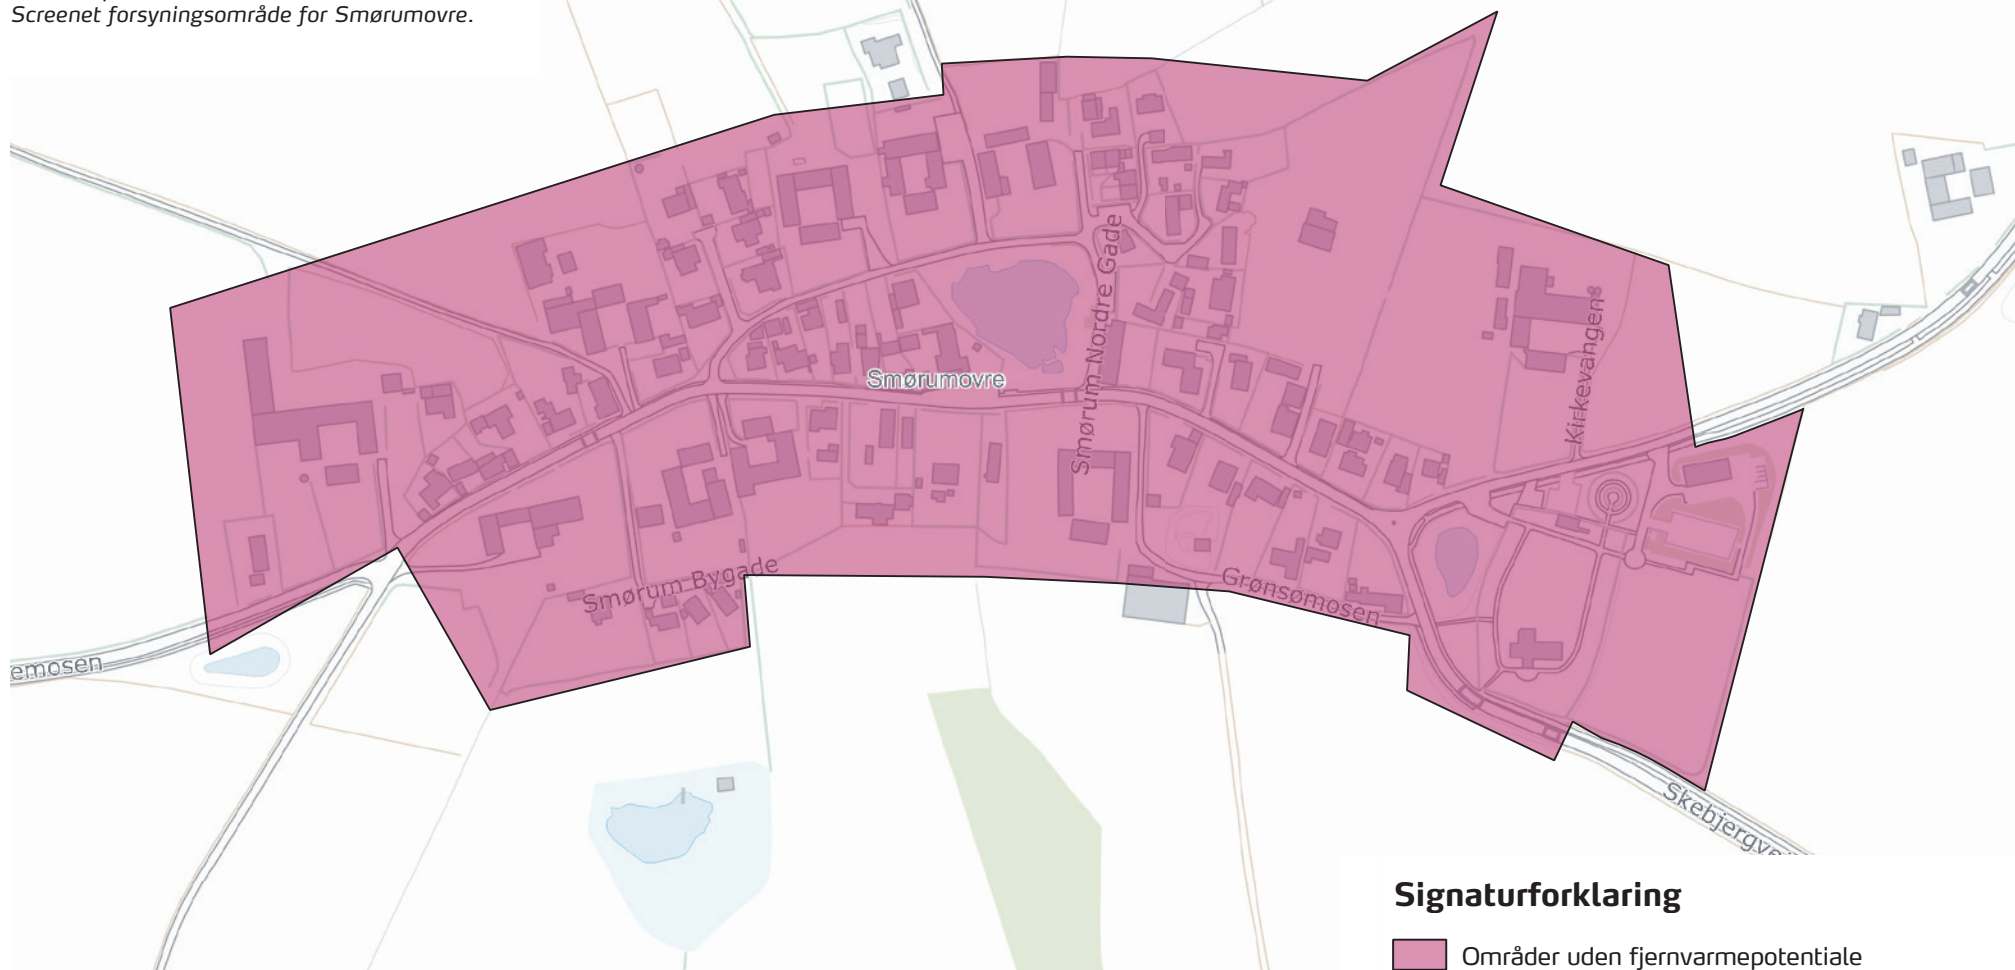 Screenet forsyningsområde for Smørumovre.
Smørum Nordre Gade
Smørumovre
Kirkevangen
Smørum Bygade
Grønsømosen
emosen
Skebjergve
Signaturforklaring
Områder uden fjernvarmepotentiale